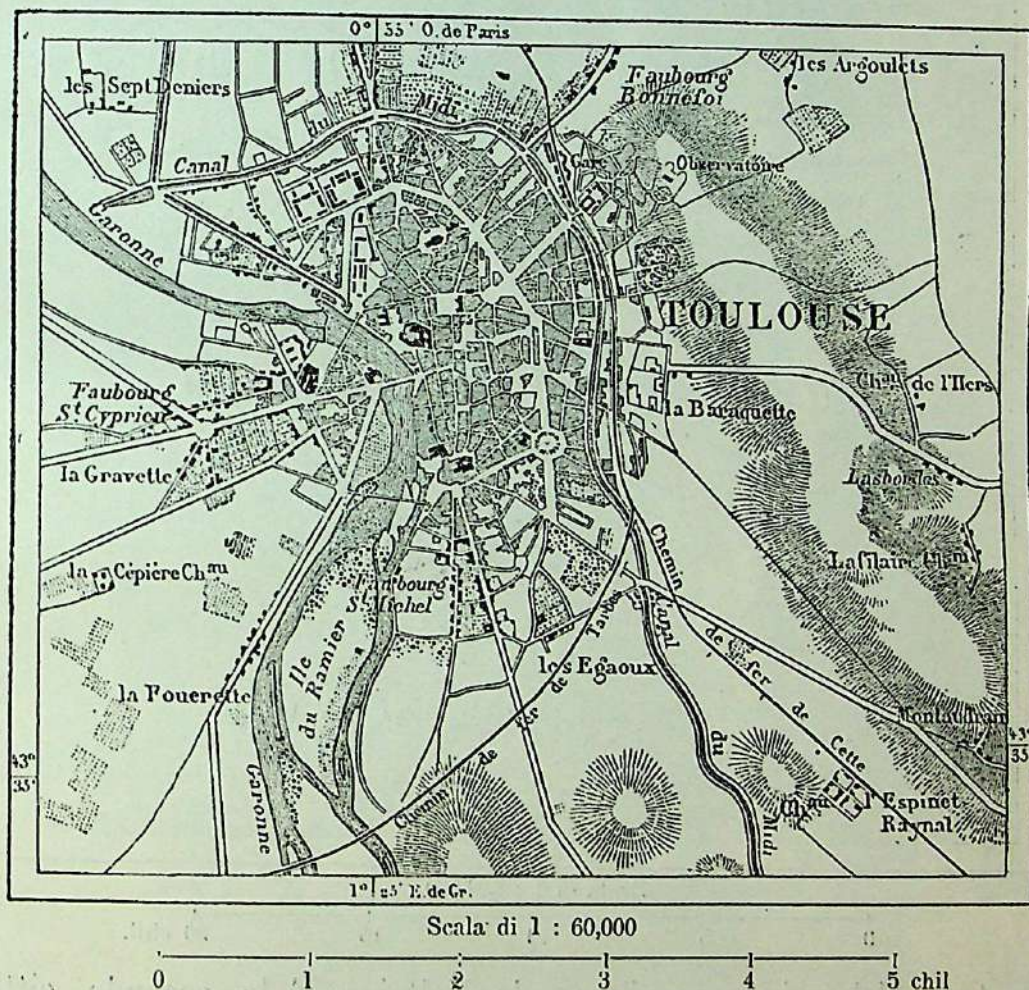 0° 55' O. de Paris
les Sept Deniers
Canal du Midi
Faubourg
Bonnefoi
les Argoulets
Gare
Observatoire
Garonne
TOULOUSE
Faubourg
St Cyprien
Chau de l'Hers
la Baraquette
la Gravette
Lasbordes
la Cépière Chau
Faubourg
St Michel
Ile
du Ramier
les Egaoux
la Fouerette
Chemin de Fer de Tarbes
Chemin de Fer de Cette
Canal du Midi
Montaudran
43° 35'
43° 35'
Garonne
Chau
l'Espinet
Raynal
1° 25' E. de Gr.
Scala di 1 : 60,000
0 1 2 3 4 5 chil